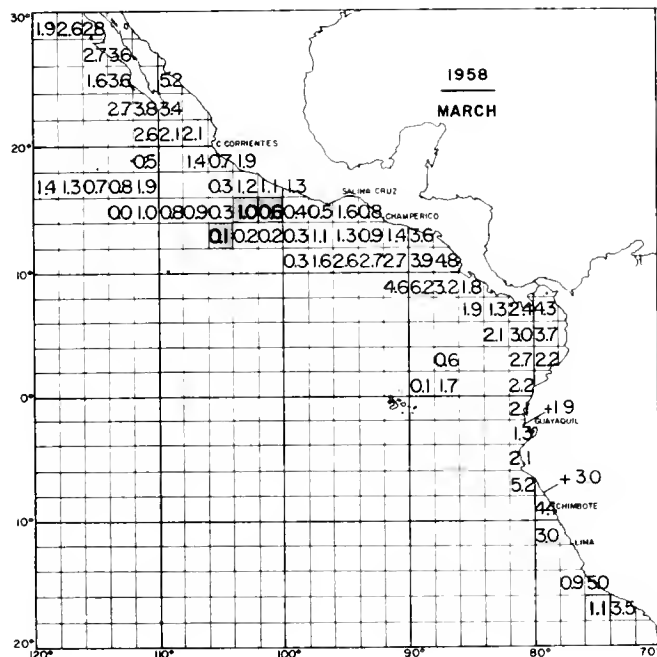 30°
1.9 2.6 2.8
2.7 3.6
1958
1.6 3.6 5.2
MARCH
2.7 3.8 3.4
2.6 2.1 2.1
C. CORRIENTES
20°
0.5 1.4 0.7 1.9
1.4 1.3 0.7 0.8 1.9 0.3 1.2 1.1 1.3
SALINA CRUZ
0.0 1.0 0.8 0.9 0.3 1.0 0.6 0.4 0.5 1.6 0.8
CHAMPERICO
0.1 0.2 0.2 0.3 1.1 1.3 0.9 1.4 3.6
10°
0.3 1.6 2.6 2.7 2.7 3.9 4.8
4.6 6.2 3.2 1.8
1.9 1.3 2.4 4.3
2.1 3.0 3.7
0.6 2.7 2.2
0.1 1.7 2.2
0°
2.1 +1.9
GUAYAQUIL
1.3
2.1
5.2 +3.0
4.4 CHIMBOTE
10°
3.0 LIMA
0.9 5.0
1.1 3.5
20°
120° 110° 100° 90° 80° 70°